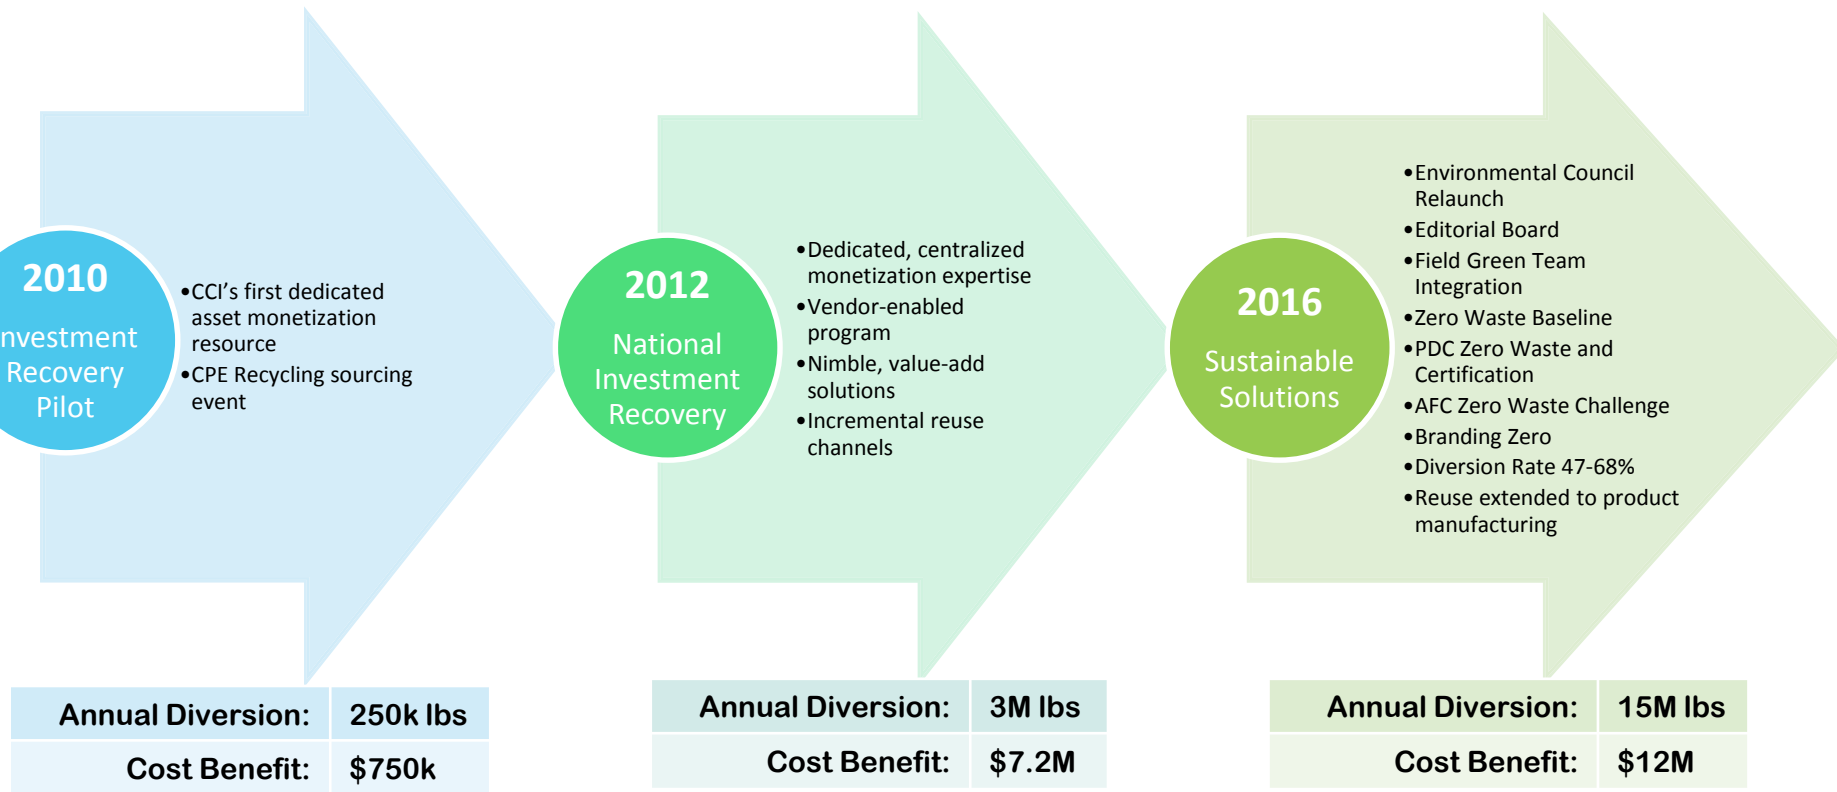 2010
nvestment
Recovery
Pilot
•CCI’s first dedicated
asset monetization
resource
•CPE Recycling sourcing
event
Annual Diversion: 250k lbs
Cost Benefit: $750k
2012
National
Investment
Recovery
•Dedicated, centralized
monetization expertise
•Vendor-enabled
program
•Nimble, value-add
solutions
•Incremental reuse
channels
Annual Diversion: 3M lbs
Cost Benefit: $7.2M
2016
Sustainable
Solutions
•Environmental Council
Relaunch
•Editorial Board
•Field Green Team
Integration
•Zero Waste Baseline
•PDC Zero Waste and
Certification
•AFC Zero Waste Challenge
•Branding Zero
•Diversion Rate 47-68%
•Reuse extended to product
manufacturing
Annual Diversion: 15M lbs
Cost Benefit: $12M